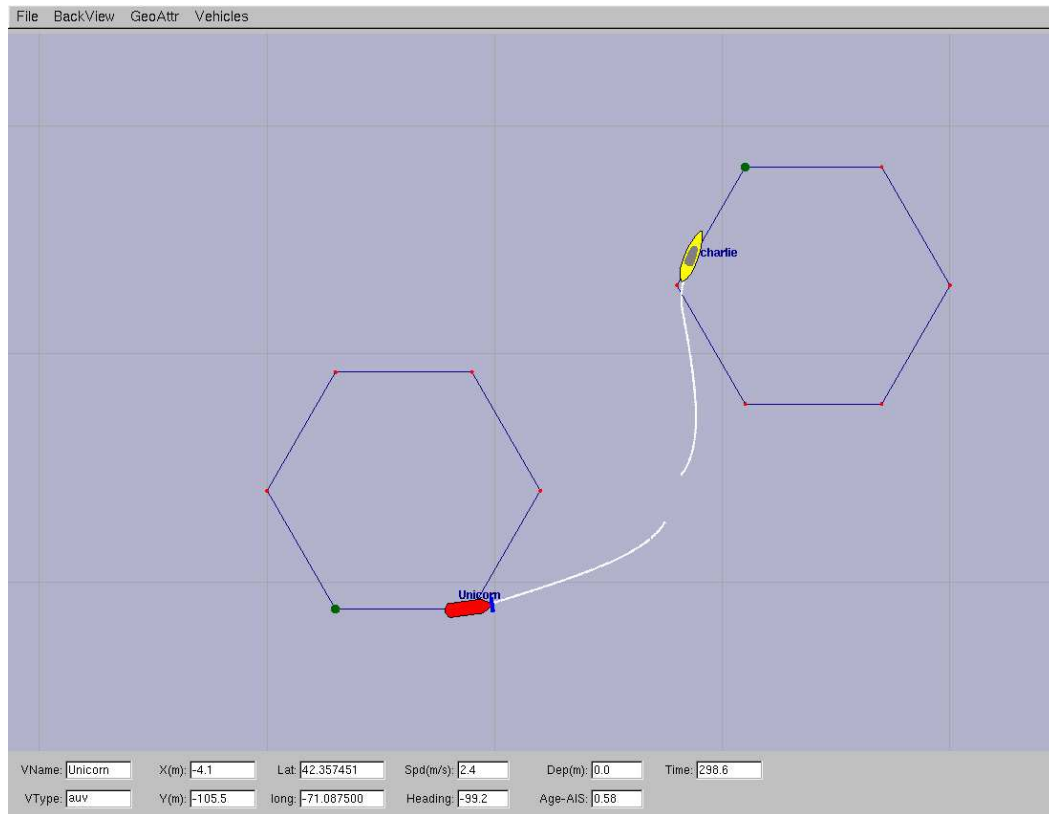 File BackView GeoAttr Vehicles
charlie
Unicorn
VName: Unicorn X(m): -4.1 Lat: 42.357451 Spd(m/s): 2.4 Dep(m): 0.0 Time: 298.6
VType: auv Y(m): -105.5 long: -71.087500 Heading: -99.2 Age-AIS: 0.58